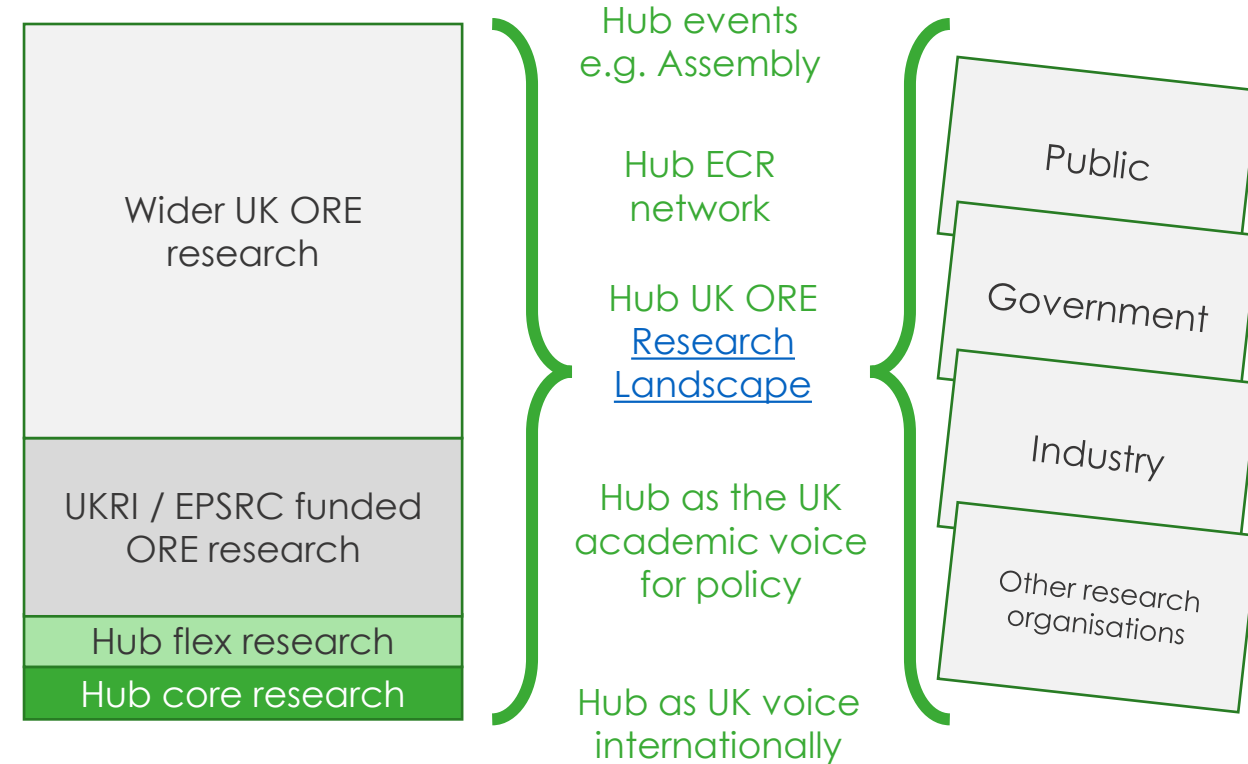 Wider UK ORE
research
UKRI / EPSRC funded
ORE research
Hub flex research
Hub core research
Hub events
e.g. Assembly
Hub ECR
network
Hub UK ORE
Research
Landscape
Hub as the UK
academic voice
for policy
Hub as UK voice
internationally
Public
Government
Industry
Other research
organisations